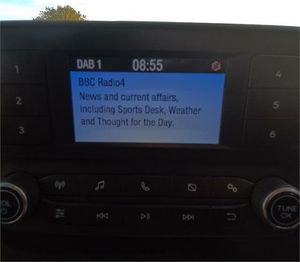 DAB 1 08:55
BBC Radio4
News and current affairs,
including Sports Desk, Weather
and Thought for the Day.
1 4
2 5
3 6
VOL
TUNE
OK